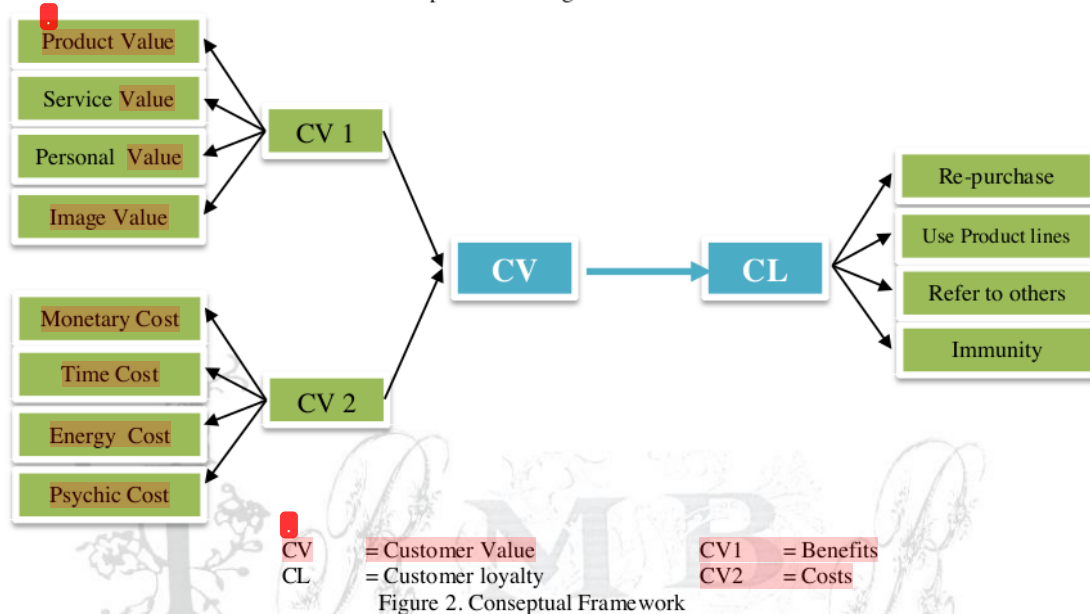 Product Value
Service Value
Personal Value
Image Value
CV 1
Monetary Cost
Time Cost
Energy Cost
Psychic Cost
CV 2
CV
CL
Re-purchase
Use Product lines
Refer to others
Immunity
CV = Customer Value CV1 = Benefits
CL = Customer loyalty CV2 = Costs
Figure 2. Conseptual Framework